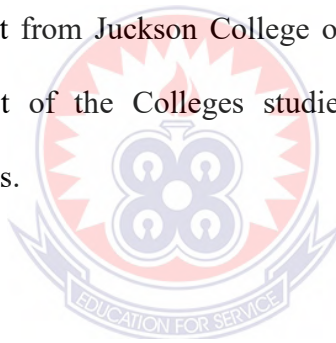 t from Juckson College o
t of the Colleges studie
s.
EDUCATION FOR SERVICE